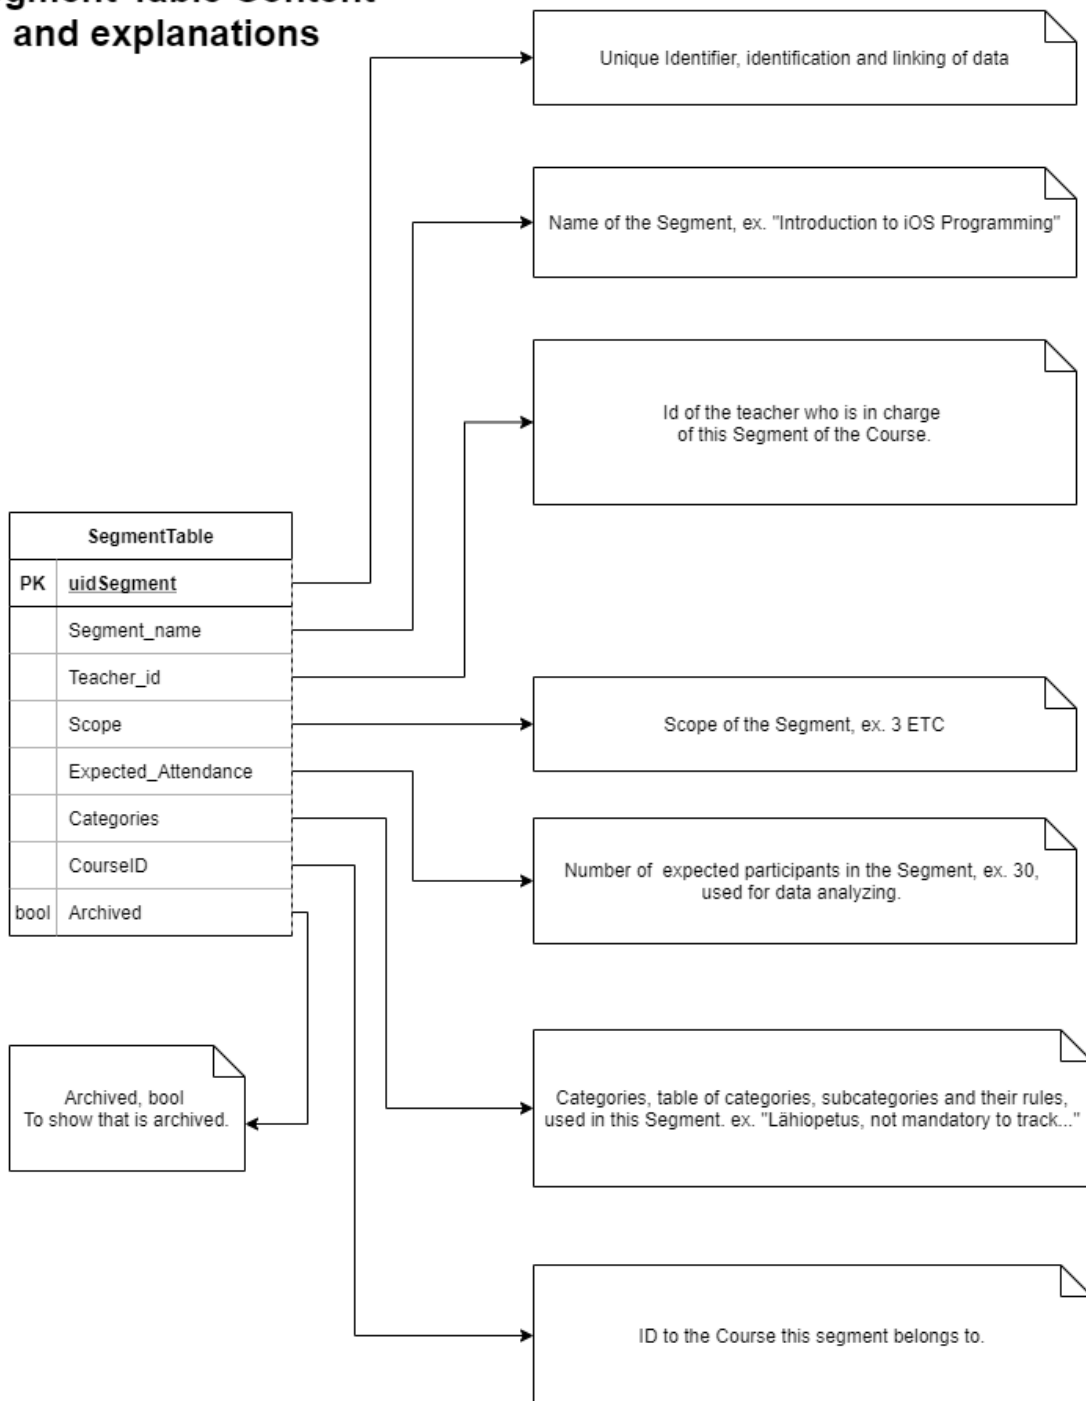 and explanations
Unique Identifier, identification and linking of data
Name of the Segment, ex. "Introduction to iOS Programming"
Id of the teacher who is in charge
of this Segment of the Course.
SegmentTable
PK uidSegment
Segment_name
Teacher_id
Scope
Expected_Attendance
Categories
CourseID
bool Archived
Scope of the Segment, ex. 3 ETC
Number of expected participants in the Segment, ex. 30,
used for data analyzing.
Archived, bool
To show that is archived.
Categories, table of categories, subcategories and their rules,
used in this Segment. ex. "Lähiopetus, not mandatory to track..."
ID to the Course this segment belongs to.